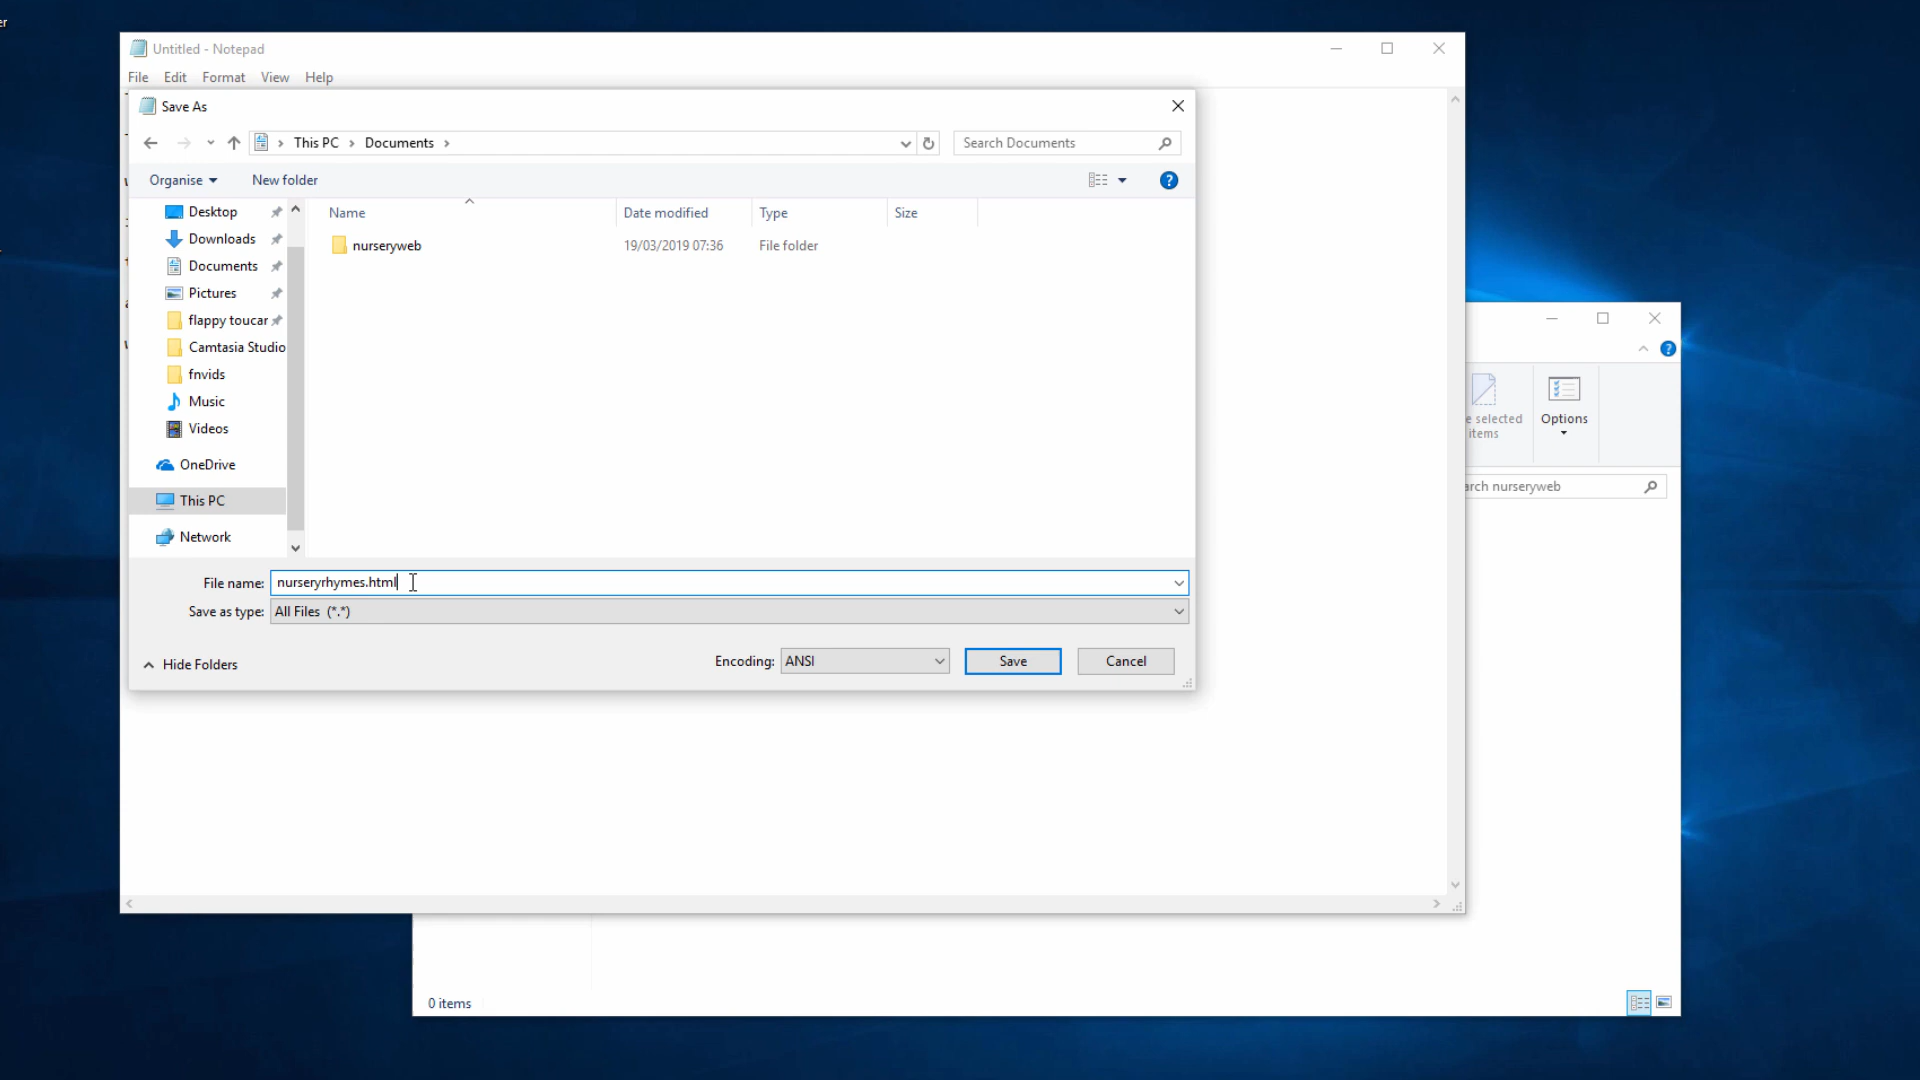 er
Untitled - Notepad
File Edit Format View Help
Save As
This PC Documents
Search Documents
Organise New folder
Desktop
Downloads
Documents
Pictures
flappy toucar
Camtasia Studio
fnvids
Music
Videos
OneDrive
This PC
Network
Name Date modified Type Size
nurseryweb 19/03/2019 07:36 File folder
File name: nurseryrhymes.html
Save as type: All Files (*.*)
Hide Folders
Encoding: ANSI Save Cancel
e selected
items
Options
arch nurseryweb
0 items